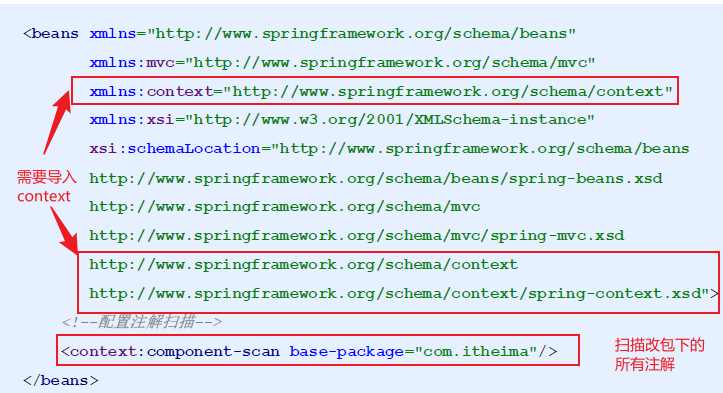 <beans xmlns="http://www.springframework.org/schema/beans"
xmlns:mvc="http://www.springframework.org/schema/mvc"
xmlns:context="http://www.springframework.org/schema/context"
xmlns:xsi="http://www.w3.org/2001/XMLSchema-instance"
xsi:schemaLocation="http://www.springframework.org/schema/beans
需要导入
context
http://www.springframework.org/schema/beans/spring-beans.xsd
http://www.springframework.org/schema/mvc
http://www.springframework.org/schema/mvc/spring-mvc.xsd
http://www.springframework.org/schema/context
http://www.springframework.org/schema/context/spring-context.xsd">
<!--配置注解扫描-->
<context:component-scan base-package="com.itheima"/>
扫描改包下的
所有注解
</beans>